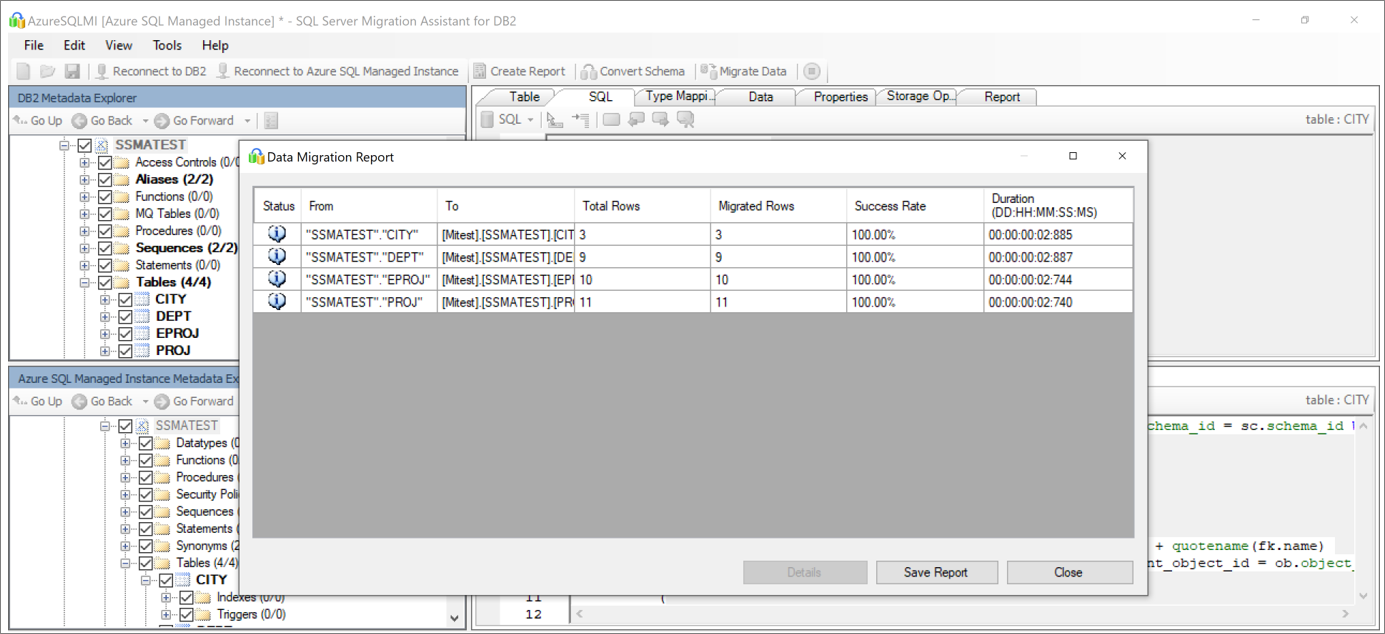 AzureSQLMI [Azure SQL Managed Instance] * - SQL Server Migration Assistant for DB2
File Edit View Tools Help
Reconnect to DB2 Reconnect to Azure SQL Managed Instance Create Report Convert Schema Migrate Data
DB2 Metadata Explorer
Go Up Go Back Go Forward
SSMATEST
Access Controls (0/0
Aliases (2/2)
Functions (0/0)
MQ Tables (0/0)
Procedures (0/0)
Sequences (2/2)
Statements (0/0)
Tables (4/4)
CITY
DEPT
EPROJ
PROJ
Table SQL Type Mappi... Data Properties Storage Op... Report
SQL
table : CITY
Data Migration Report
Status From To Total Rows Migrated Rows Success Rate Duration
(DD:HH:MM:SS:MS)
"SSMATEST"."CITY" [Mitest].[SSMATEST].[CIT 3 3 100.00% 00:00:00:02:885
"SSMATEST"."DEPT" [Mitest].[SSMATEST].[DE 9 9 100.00% 00:00:00:02:887
"SSMATEST"."EPROJ" [Mitest].[SSMATEST].[EPI 10 10 100.00% 00:00:00:02:744
"SSMATEST"."PROJ" [Mitest].[SSMATEST].[PR 11 11 100.00% 00:00:00:02:740
Details Save Report Close
Azure SQL Managed Instance Metadata Ex
Go Up Go Back Go Forward
SSMATEST
Datatypes (0
Functions (0
Procedures (
Security Poli
Sequences (
Statements (
Synonyms (2
Tables (4/4)
CITY
Indexes (0/0)
Triggers (0/0)
table : CITY
chema_id = sc.schema_id
+ quotename(fk.name)
nt_object_id = ob.object_
11 (
12